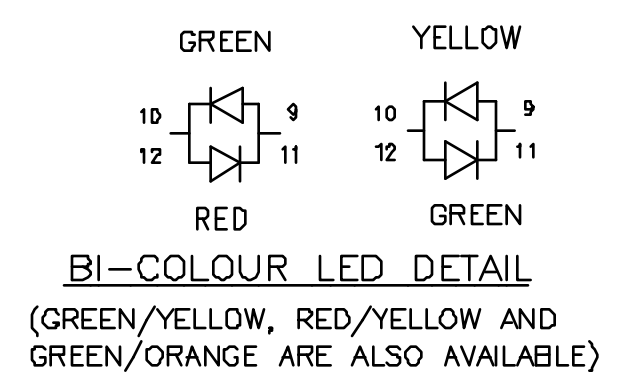 GREEN YELLOW
10 9 10 9
12 11 12 11
RED GREEN
BI-COLOUR LED DETAIL
(GREEN/YELLOW, RED/YELLOW AND
GREEN/ORANGE ARE ALSO AVAILABLE)